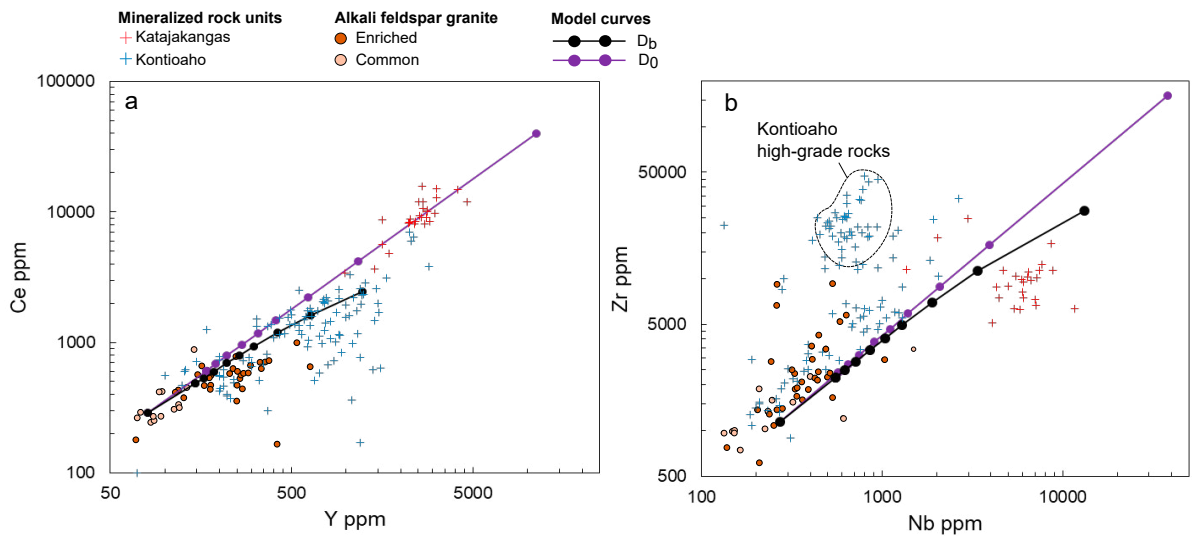 Mineralized rock units
Katajakangas
Kontioaho
Alkali feldspar granite
Enriched
Common
Model curves
Db
D0
a
100000
10000
1000
100
Ce ppm
50
500
5000
Y ppm
b
Kontioaho
high-grade rocks
50000
5000
500
Zr ppm
100
1000
10000
Nb ppm